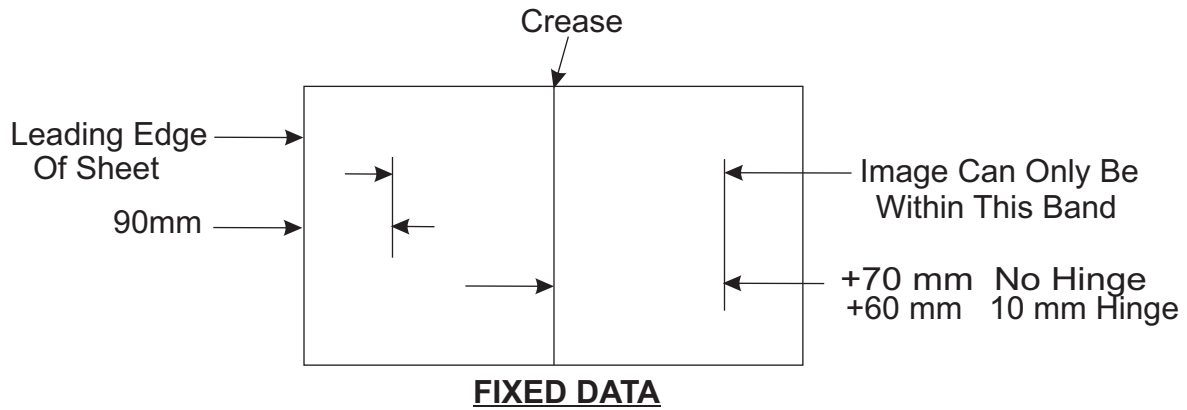 Crease
Leading Edge
Of Sheet
90mm
Image Can Only Be
Within This Band
+70 mm No Hinge
+60 mm 10 mm Hinge
FIXED DATA